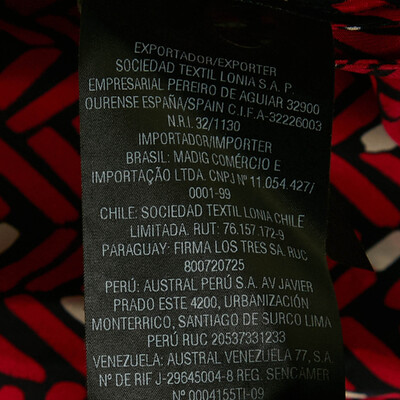 EXPORTADOR/EXPORTER
SOCIEDAD TEXTIL LONIA S.A. P.
EMPRESARIAL PEREIRO DE AGUIAR 32900
OURENSE ESPAÑA/SPAIN C.I.F.A-32226003
N.R.I. 32/1130
IMPORTADOR/IMPORTER
BRASIL: MADIG COMÉRCIO E
IMPORTAÇÃO LTDA. CNPJ Nº 11.054.427/
0001-99
CHILE: SOCIEDAD TEXTIL LONIA CHILE
LIMITADA. RUT: 76.157.172-9
PARAGUAY: FIRMA LOS TRES SA. RUC
800720725
PERÚ: AUSTRAL PERÚ S.A. AV JAVIER
PRADO ESTE 4200, URBANIZACIÓN
MONTERRICO, SANTIAGO DE SURCO.LIMA
PERÚ RUC 20537331233
VENEZUELA: AUSTRAL VENEZUELA 77, S.A.
Nº DE RIF J-29645004-8 REG. SENCAMER
Nº 0004155TI-09